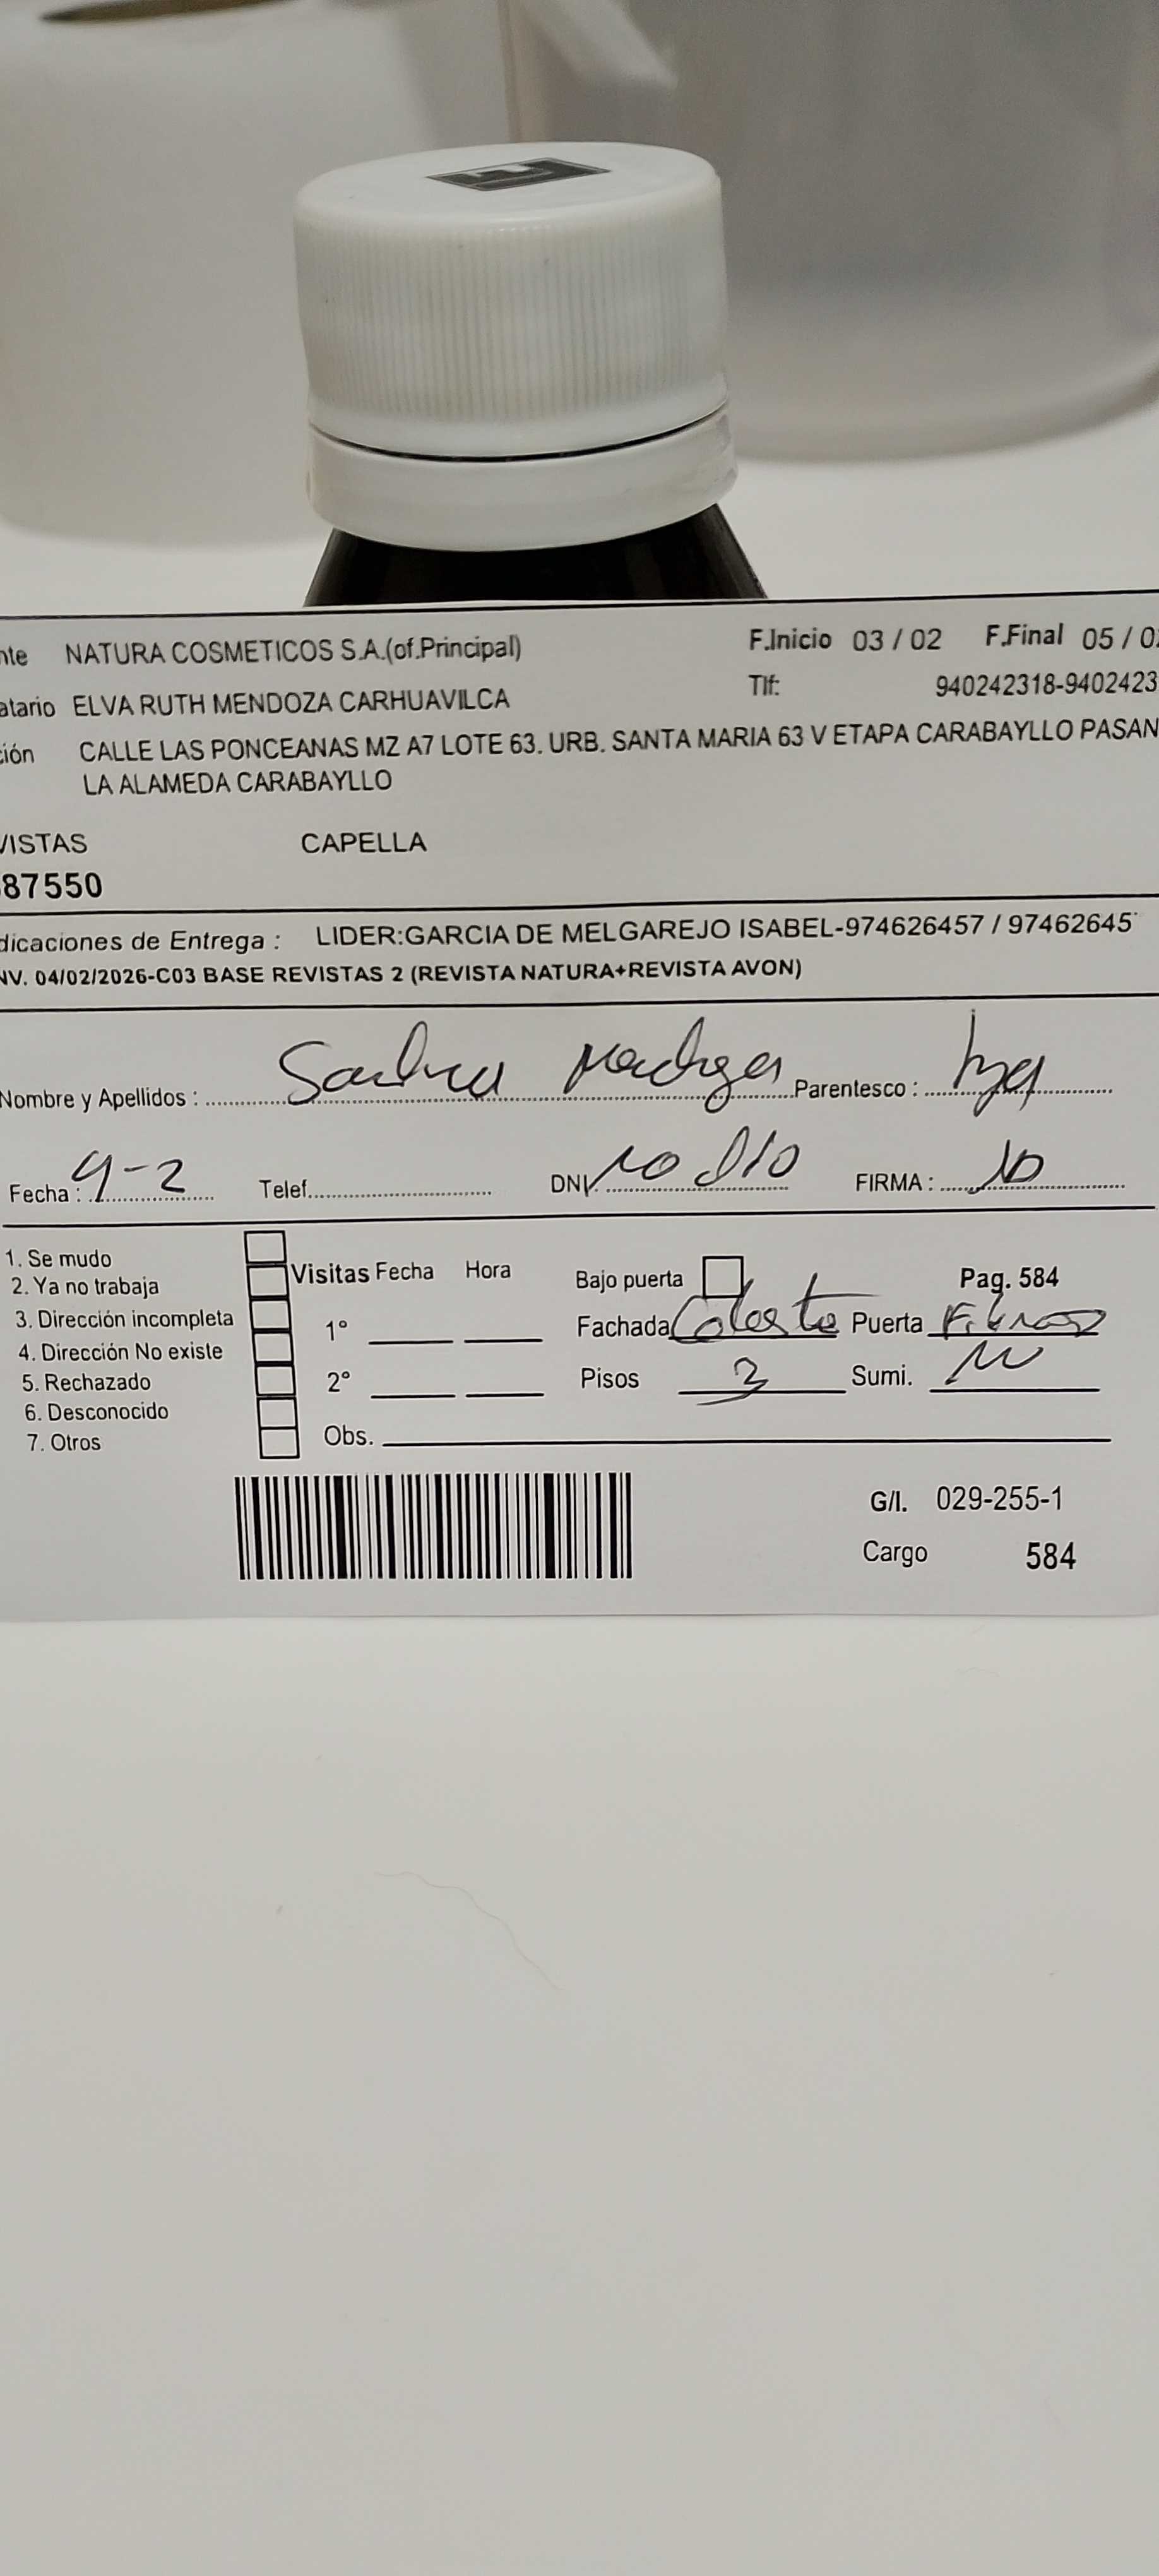 nte NATURA COSMETICOS S.A.(of.Principal) F.Inicio 03 / 02 F.Final 05 / 0
atario ELVA RUTH MENDOZA CARHUAVILCA Tlf: 940242318-9402423
ción CALLE LAS PONCEANAS MZ A7 LOTE 63. URB. SANTA MARIA 63 V ETAPA CARABAYLLO PASAN
LA ALAMEDA CARABAYLLO
VISTAS CAPELLA
87550
dicaciones de Entrega : LIDER:GARCIA DE MELGAREJO ISABEL-974626457 / 97462645
NV. 04/02/2026-C03 BASE REVISTAS 2 (REVISTA NATURA+REVISTA AVON)
Nombre y Apellidos : Parentesco :
Fecha : 4-2 Telef. DNI. no dio FIRMA :
1. Se mudo
2. Ya no trabaja Visitas Fecha Hora Bajo puerta Pag. 584
3. Dirección incompleta 1° Fachada Celeste Puerta
4. Dirección No existe
5. Rechazado 2° Pisos 3 Sumi.
6. Desconocido
7. Otros Obs.
G/I. 029-255-1
Cargo 584